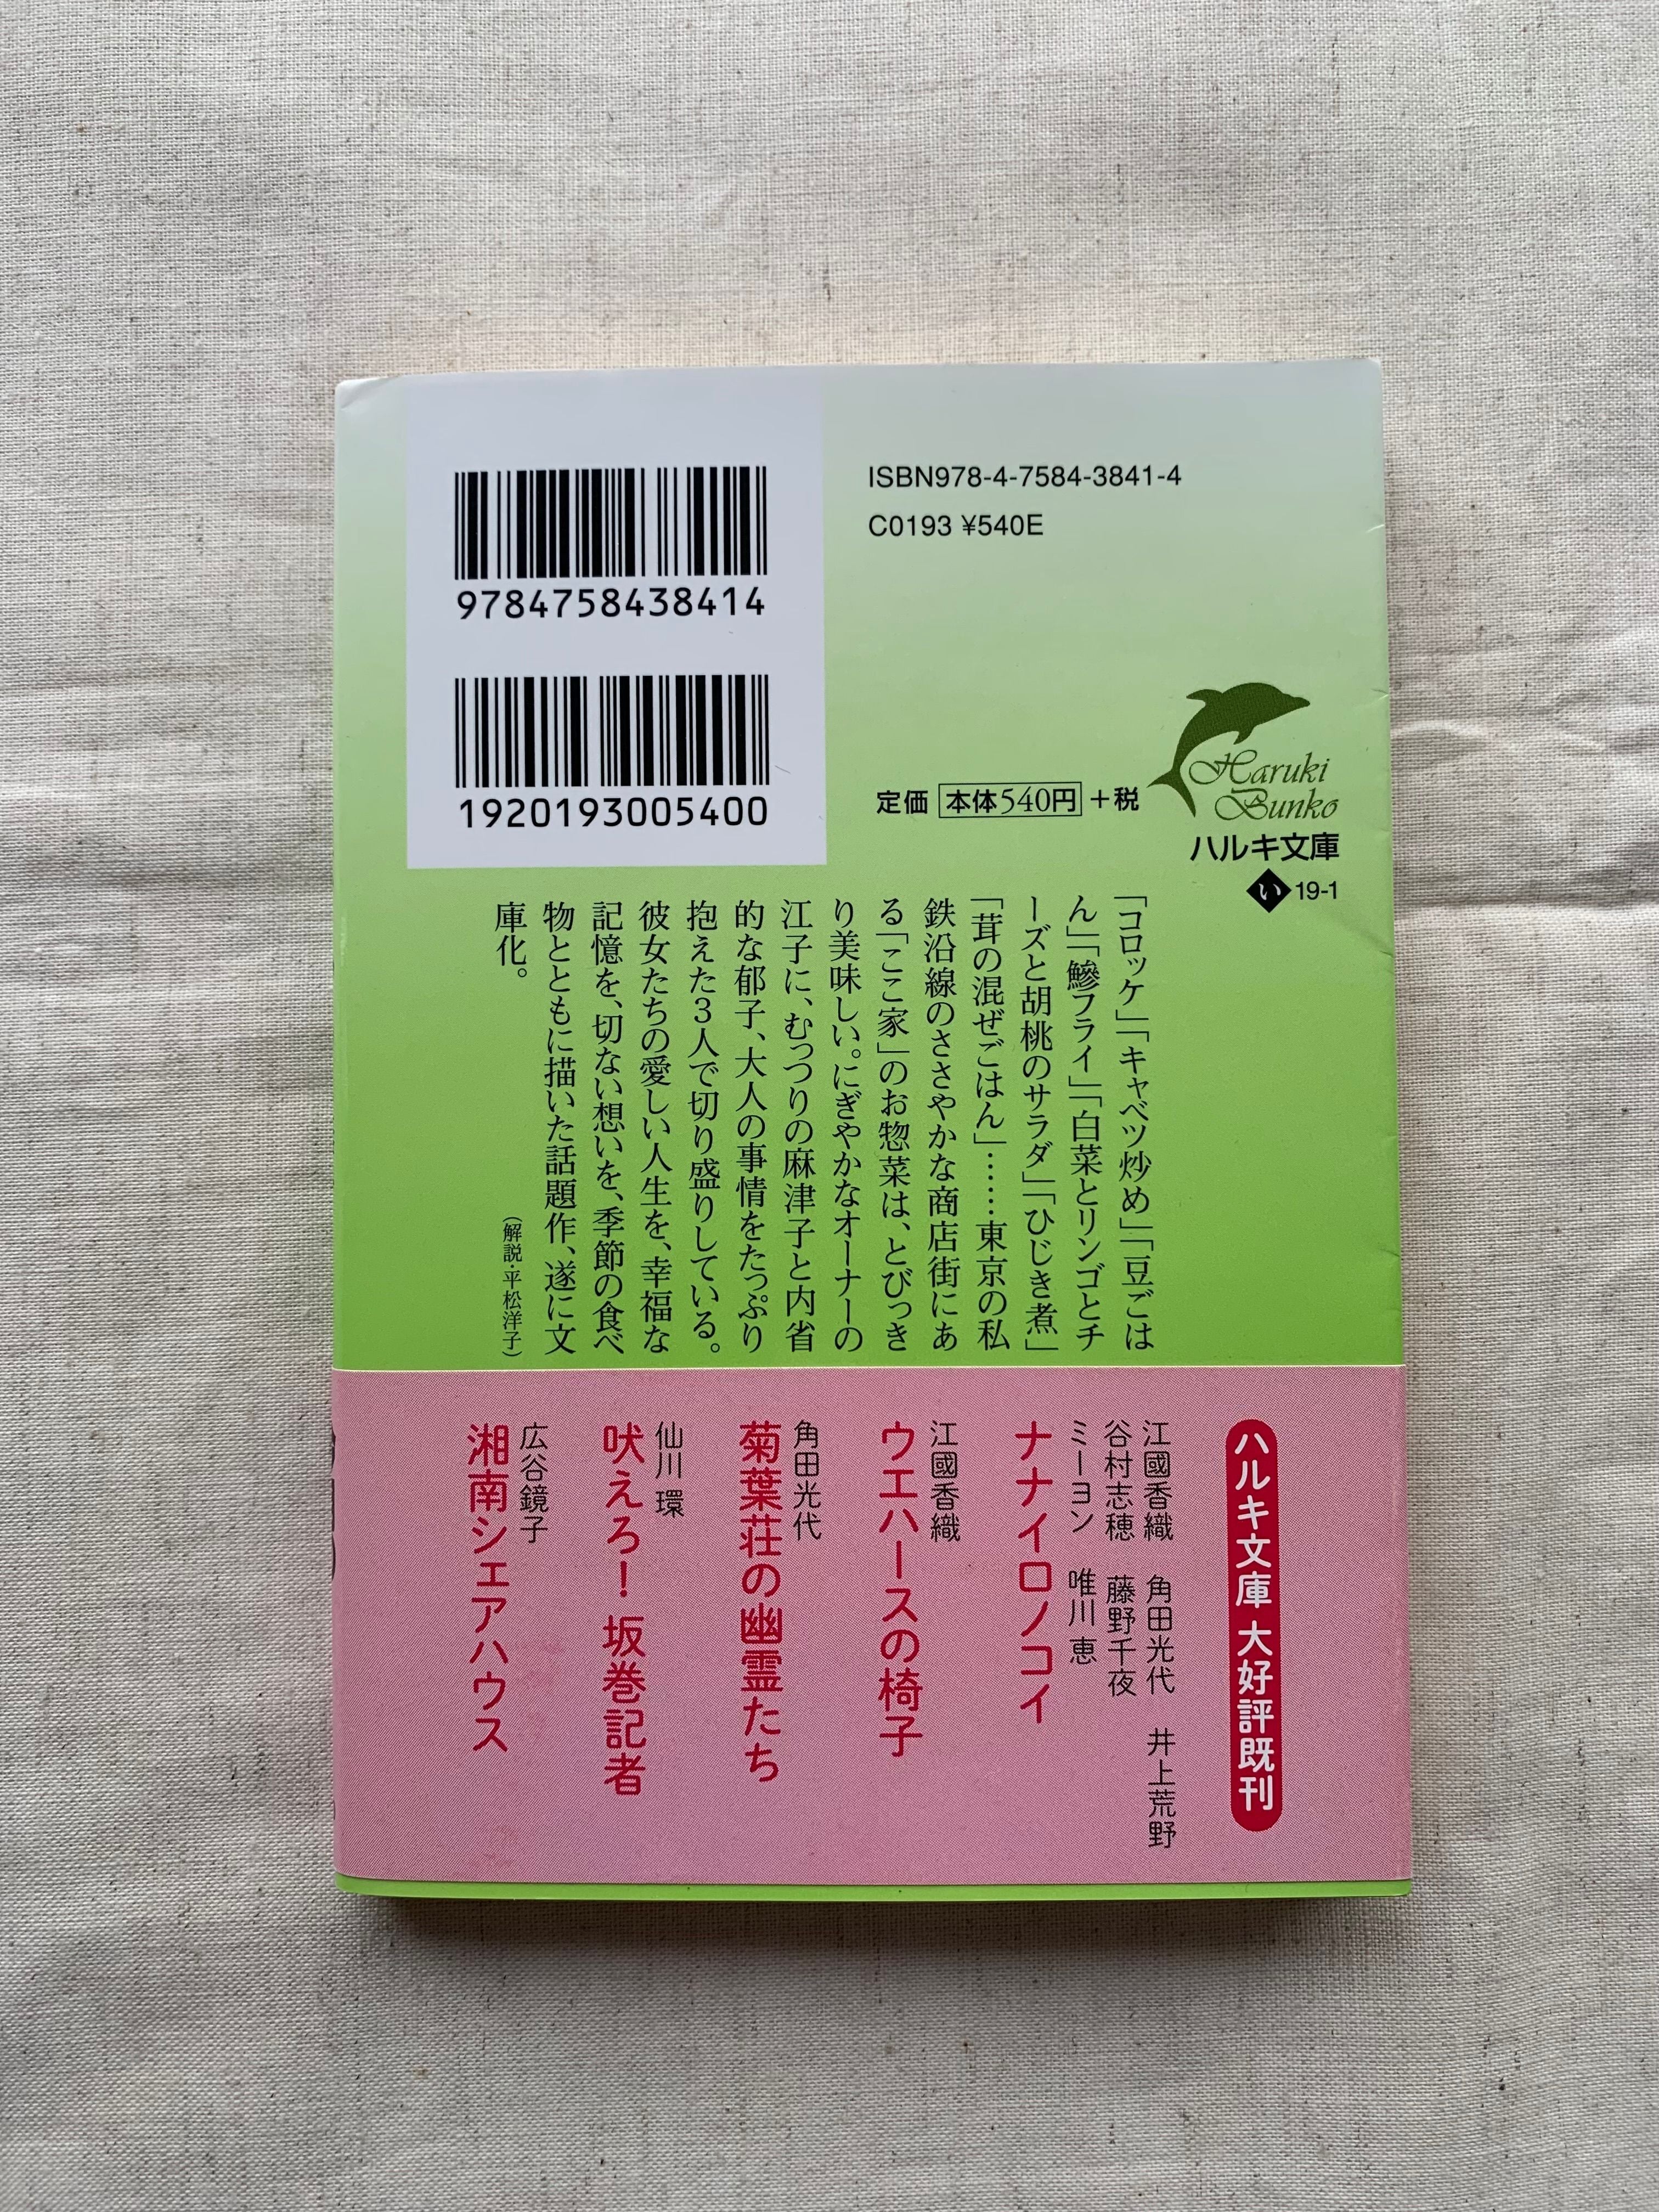 ISBN978-4-7584-3841-4
C0193 ¥540E
9784758438414
1920193005400
定価 本体540円 +税
Haruki
Bunko
ハルキ文庫
い 19-1
「コロッケ」「キャベツ炒め」「豆ごは
ん」「鯵フライ」「白菜とリンゴとチ
ーズと胡桃のサラダ」「ひじき煮」
「茸の混ぜごはん」……東京の私
鉄沿線のささやかな商店街にあ
る「ここ家」のお惣菜は、とびっき
り美味しい。にぎやかなオーナーの
江子に、むっつりの麻津子と内省
的な郁子、大人の事情をたっぷり
抱えた3人で切り盛りしている。
彼女たちの愛しい人生を、幸福な
記憶を、切ない想いを、季節の食べ
物とともに描いた話題作、遂に文
庫化。
(解説・平松洋子)
ハルキ文庫 大好評既刊
江國香織 角田光代 井上荒野
谷村志穂 藤野千夜
ミーヨン 唯川恵
ナナイロノコイ
江國香織
ウエハースの椅子
角田光代
菊葉荘の幽霊たち
仙川 環
吠えろ! 坂巻記者
広谷鏡子
湘南シェアハウス